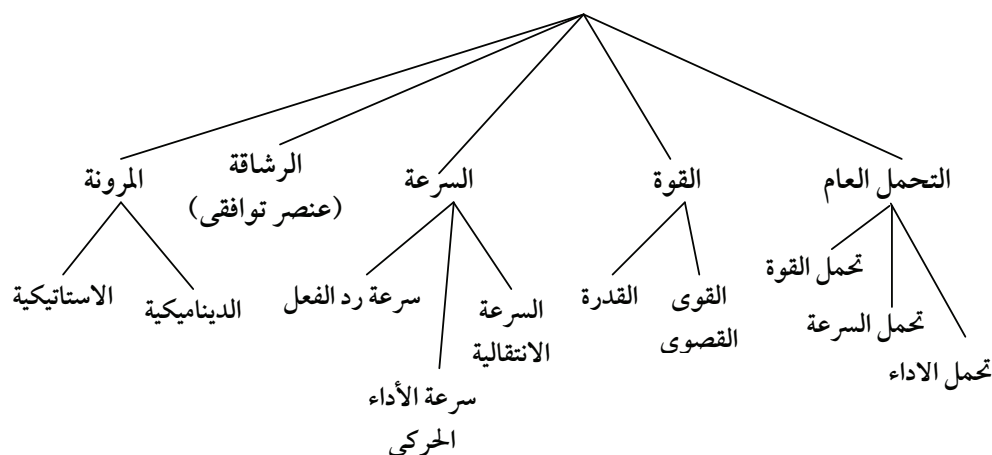 التحمل العام
القوة
السرعة
الرشاقة
(عنصر توافقى)
المرونة
تحمل القوة
تحمل السرعة
تحمل الاداء
القوى
القصوى
القدرة
السرعة
الانتقالية
سرعة الأداء
الحركى
سرعة رد الفعل
الديناميكية
الاستاتيكية